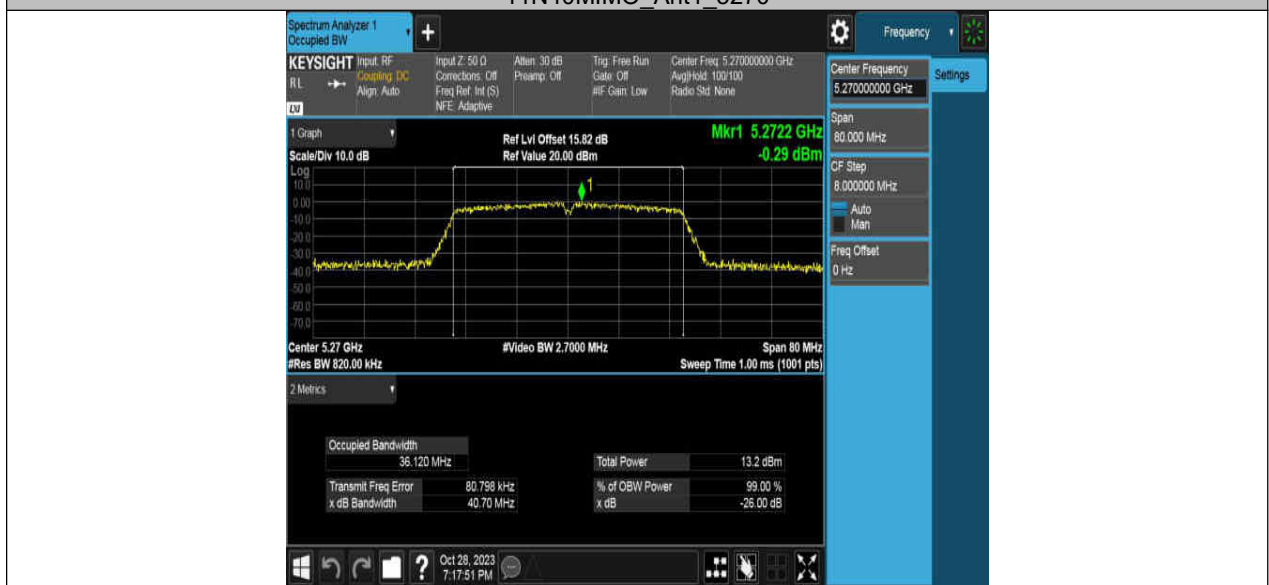 11N40MIMO_Ant1_5270
Spectrum Analyzer 1
Occupied BW
+
Frequency
KEYSIGHT
RL
LXI
Input: RF
Coupling: DC
Align: Auto
Input Z: 50 Ω
Corrections: Off
Freq Ref: Int (S)
NFE: Adaptive
Atten: 30 dB
Preamp: Off
Trig: Free Run
Gate: Off
#IF Gain: Low
Center Freq: 5.270000000 GHz
Avg|Hold: 100/100
Radio Std: None
Center Frequency
5.270000000 GHz
Settings
Span
80.000 MHz
CF Step
8.000000 MHz
Auto
Man
Freq Offset
0 Hz
1 Graph
Scale/Div 10.0 dB
Ref Lvl Offset 15.82 dB
Ref Value 20.00 dBm
Mkr1 5.2722 GHz
-0.29 dBm
Log
10.0
0.00
-10.0
-20.0
-30.0
-40.0
-50.0
-60.0
-70.0
1
Center 5.27 GHz
#Video BW 2.7000 MHz
Span 80 MHz
#Res BW 820.00 kHz
Sweep Time 1.00 ms (1001 pts)
2 Metrics
Occupied Bandwidth
36.120 MHz
Total Power 13.2 dBm
Transmit Freq Error 80.798 kHz
% of OBW Power 99.00 %
x dB Bandwidth 40.70 MHz
x dB -26.00 dB
?
Oct 28, 2023
7:17:51 PM